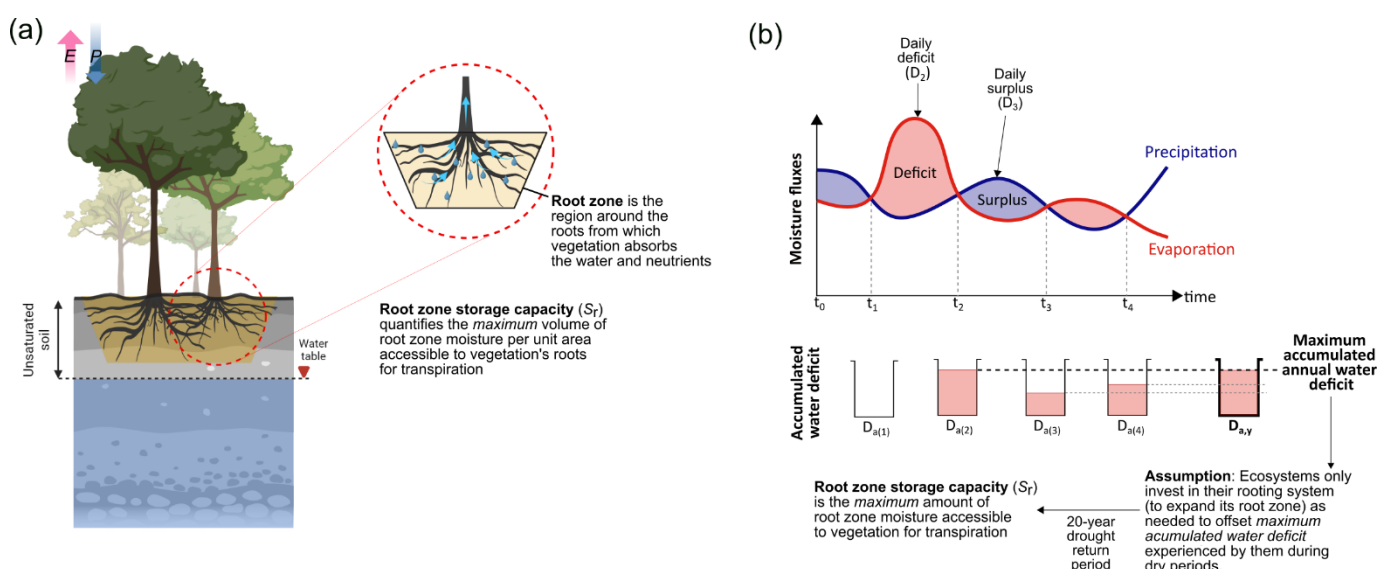 (a)
E P
Root zone is the
region around the
roots from which
vegetation absorbs
the water and neutrients
Root zone storage capacity (Sr)
quantifies the maximum volume of
root zone moisture per unit area
accessible to vegetation's roots
for transpiration
Unsaturated
soil
Water
table
(b)
Daily
deficit
(D2)
Daily
surplus
(D3)
Moisture fluxes
Deficit
Surplus
Precipitation
Evaporation
t0 t1 t2 t3 t4 time
Accumulated
water deficit
Da(1) Da(2) Da(3) Da(4) Da,y
Maximum
accumulated
annual water
deficit
Assumption: Ecosystems only
invest in their rooting system
(to expand its root zone) as
needed to offset maximum
acumulated water deficit
experienced by them during
dry periods
20-year
drought
return
period
Root zone storage capacity (Sr)
is the maximum amount of
root zone moisture accessible
to vegetation for transpiration